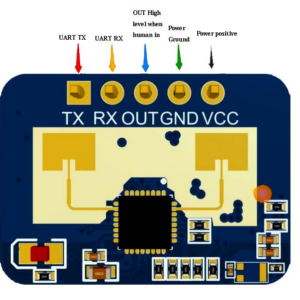 OUT High
level when
human in
Power
Ground
UART TX
UART RX
Power positive
TX RX OUT GND VCC